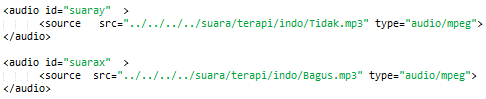 <audio id="suaray"  >
      <source   src="../../../../suara/terapi/indo/Tidak.mp3" type="audio/mpeg">
</audio>

<audio id="suarax"  >
      <source  src="../../../../suara/terapi/indo/Bagus.mp3" type="audio/mpeg">
</audio>